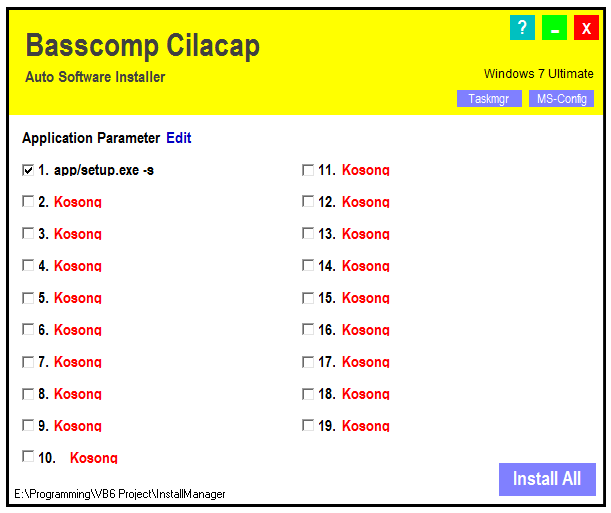 Basscomp Cilacap
? - X
Auto Software Installer
Windows 7 Ultimate
Taskmgr MS-Config
Application Parameter Edit
1. app/setup.exe -s
2. Kosong
3. Kosong
4. Kosong
5. Kosong
6. Kosong
7. Kosong
8. Kosong
9. Kosong
10. Kosong
11. Kosong
12. Kosong
13. Kosong
14. Kosong
15. Kosong
16. Kosong
17. Kosong
18. Kosong
19. Kosong
Install All
E:\Programming\VB6 Project\InstallManager